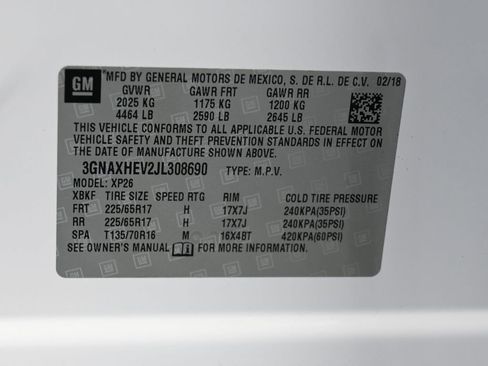 GM
MFD BY GENERAL MOTORS DE MEXICO, S. DE R.L. DE C.V. 02/18
GVWR GAWR FRT GAWR RR
2025 KG 1175 KG 1200 KG
4464 LB 2590 LB 2645 LB
THIS VEHICLE CONFORMS TO ALL APPLICABLE U.S. FEDERAL MOTOR
VEHICLE SAFETY AND THEFT PREVENTION STANDARDS IN EFFECT ON
THE DATE OF MANUFACTURE SHOWN ABOVE.
3GNAXHEV2JL308690 TYPE: M.P.V.
MODEL: XP26
XBKF TIRE SIZE SPEED RTG RIM COLD TIRE PRESSURE
FRT 225/65R17 H 17X7J 240KPA(35PSI)
RR 225/65R17 H 17X7J 240KPA(35PSI)
SPA T135/70R16 M 16X4BT 420KPA(60PSI)
SEE OWNER'S MANUAL FOR MORE INFORMATION.